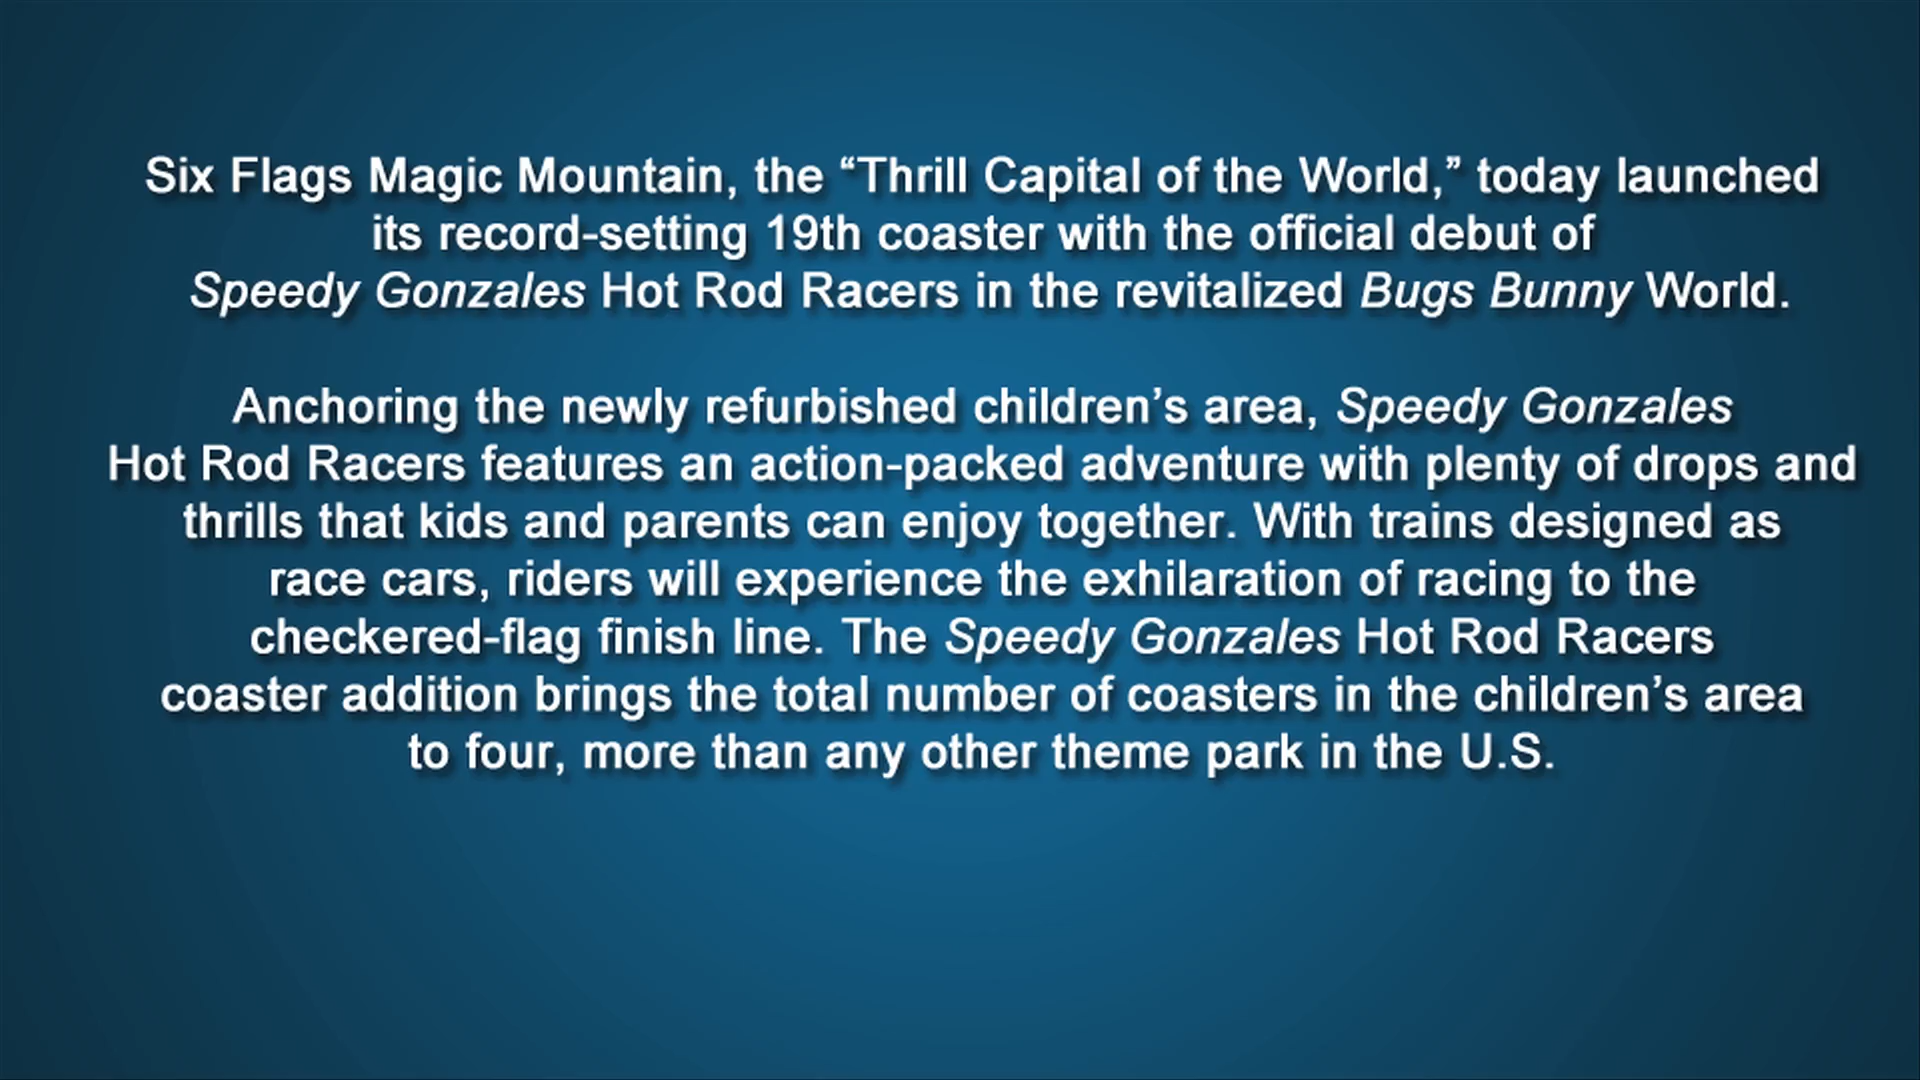 Six Flags Magic Mountain, the “Thrill Capital of the World,” today launched
its record-setting 19th coaster with the official debut of
Speedy Gonzales Hot Rod Racers in the revitalized Bugs Bunny World.
Anchoring the newly refurbished children’s area, Speedy Gonzales
Hot Rod Racers features an action-packed adventure with plenty of drops and
thrills that kids and parents can enjoy together. With trains designed as
race cars, riders will experience the exhilaration of racing to the
checkered-flag finish line. The Speedy Gonzales Hot Rod Racers
coaster addition brings the total number of coasters in the children’s area
to four, more than any other theme park in the U.S.